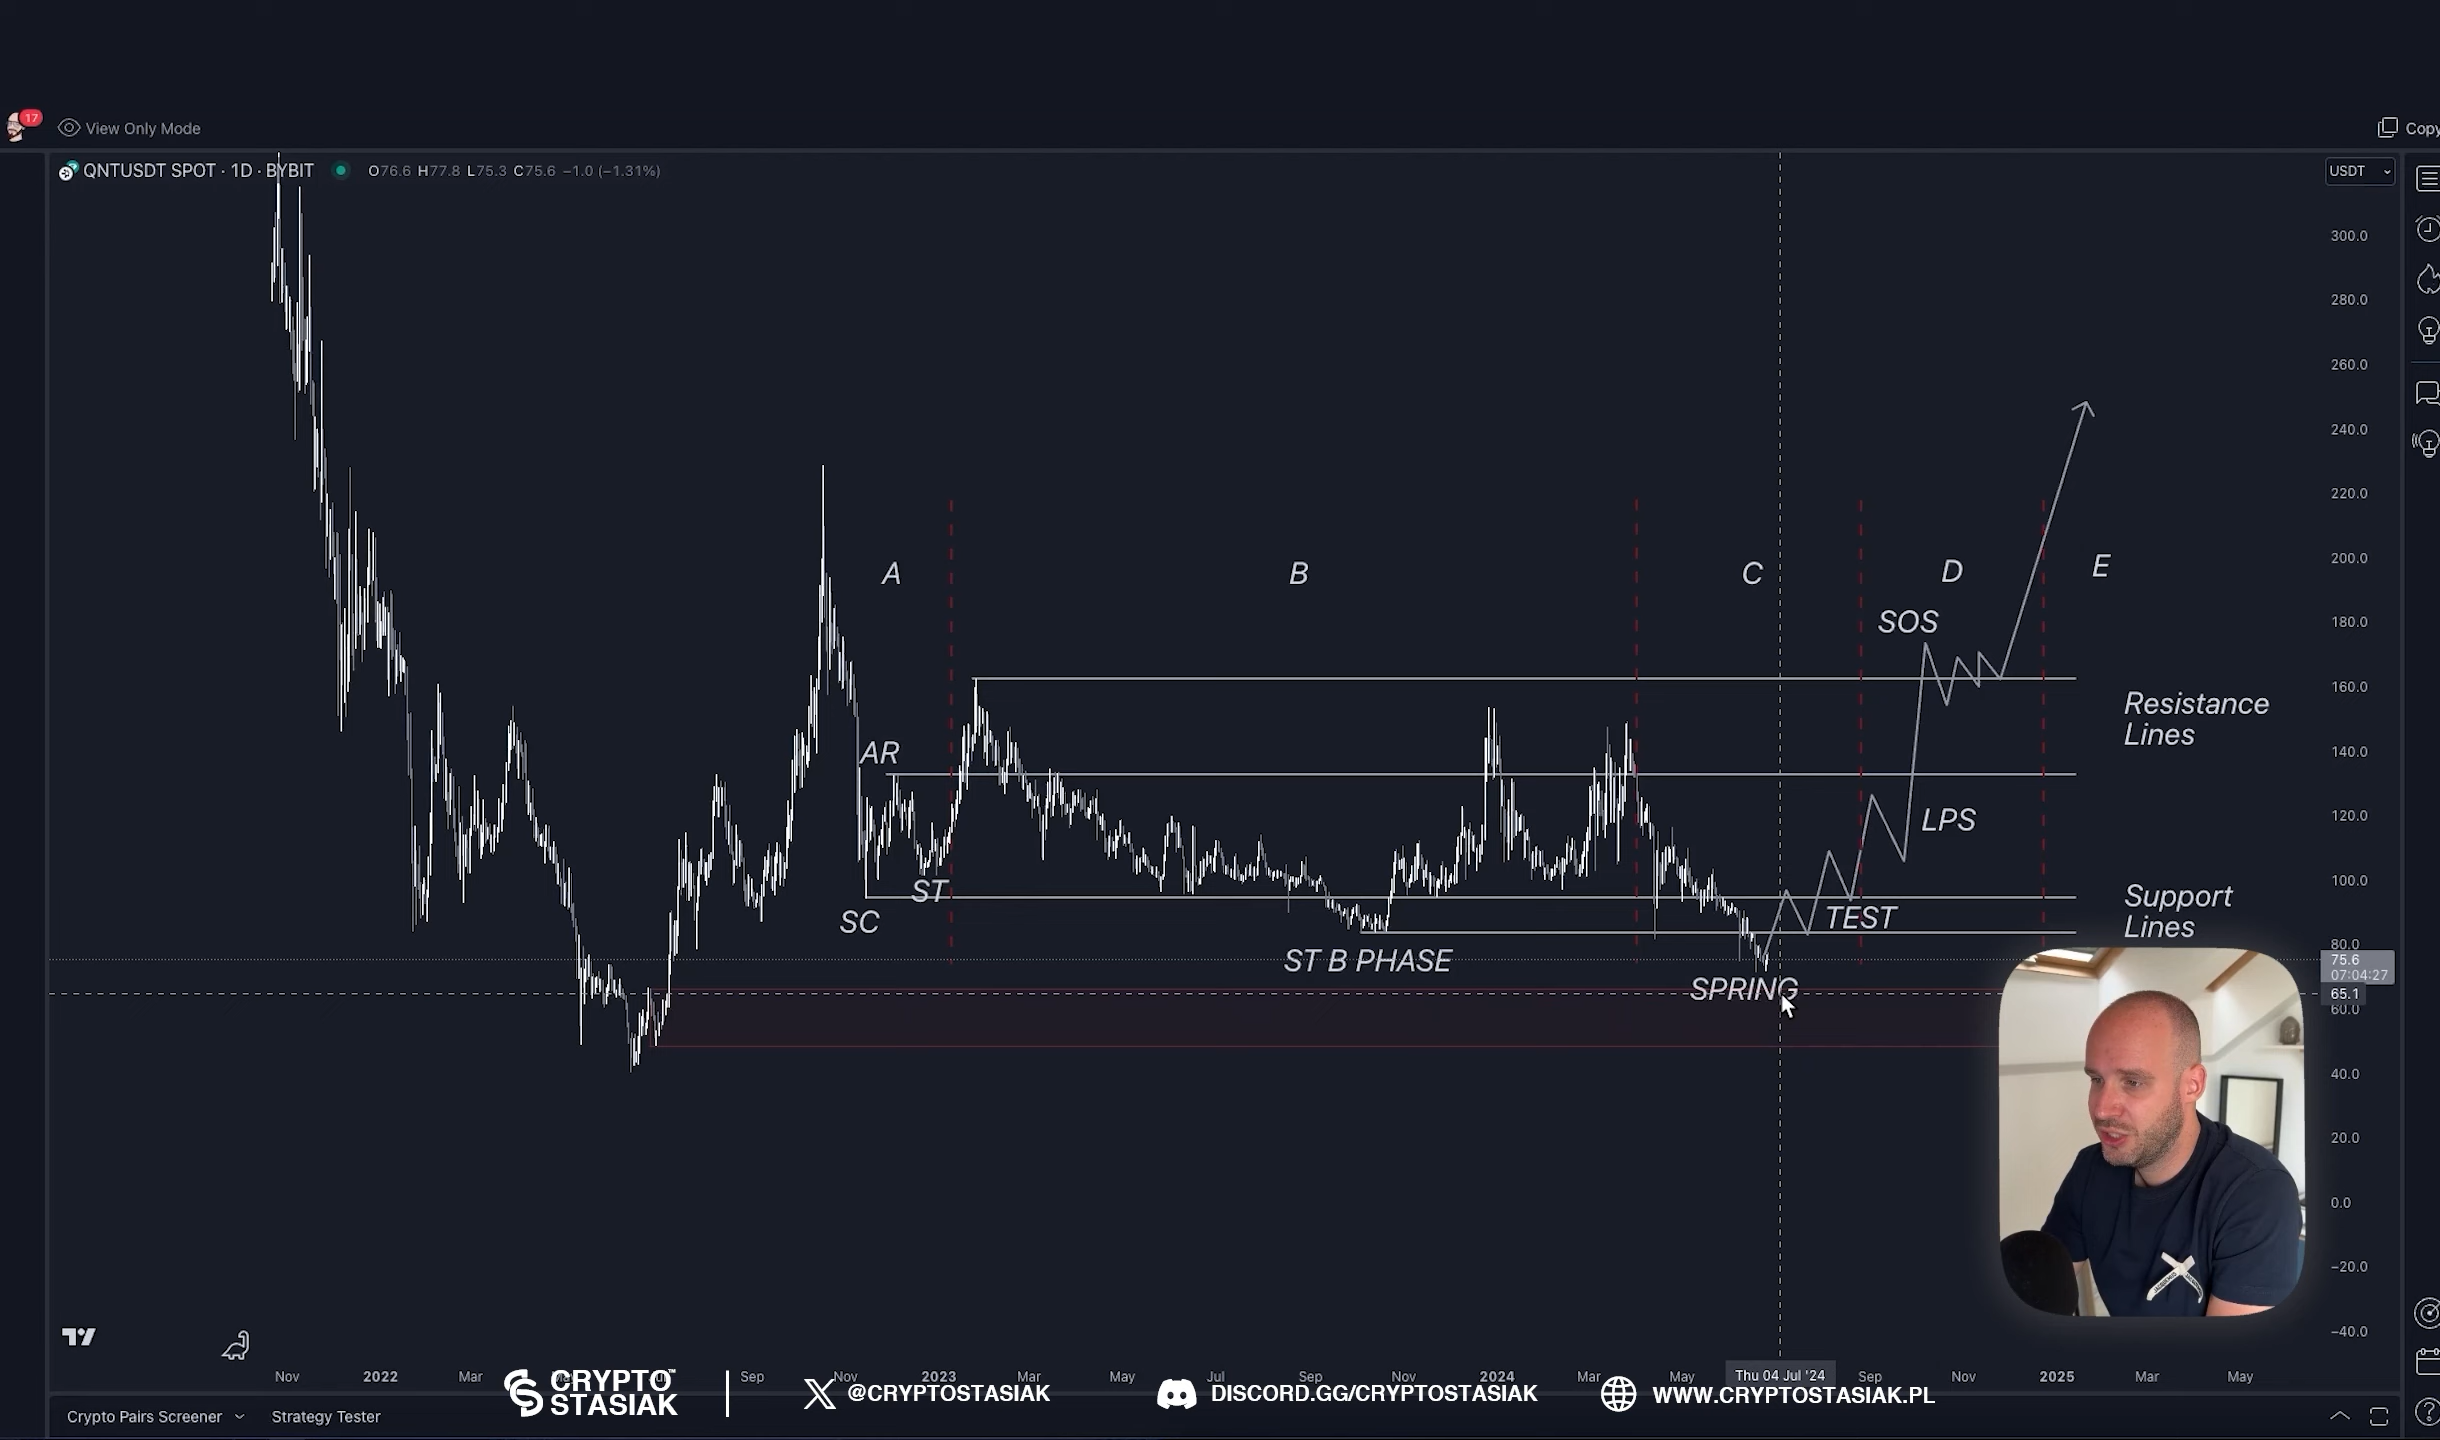 17
View Only Mode
Copy
QNTUSDT SPOT · 1D · BYBIT
O76.6 H77.8 L75.3 C75.6 −1.0 (−1.31%)
USDT
300.0
280.0
260.0
240.0
220.0
200.0
180.0
160.0
140.0
120.0
100.0
80.0
75.6
07:04:27
65.1
60.0
40.0
20.0
0.0
−20.0
−40.0
A
B
C
D
E
SOS
Resistance
Lines
AR
LPS
ST
SC
TEST
Support
Lines
ST B PHASE
SPRING
Nov
2022
Mar
Sep
Nov
2023
Mar
May
Jul
Sep
Nov
2024
Mar
May
Thu 04 Jul '24
Sep
Nov
2025
Mar
May
CRYPTO™
STASIAK
@CRYPTOSTASIAK
DISCORD.GG/CRYPTOSTASIAK
WWW.CRYPTOSTASIAK.PL
Crypto Pairs Screener
Strategy Tester